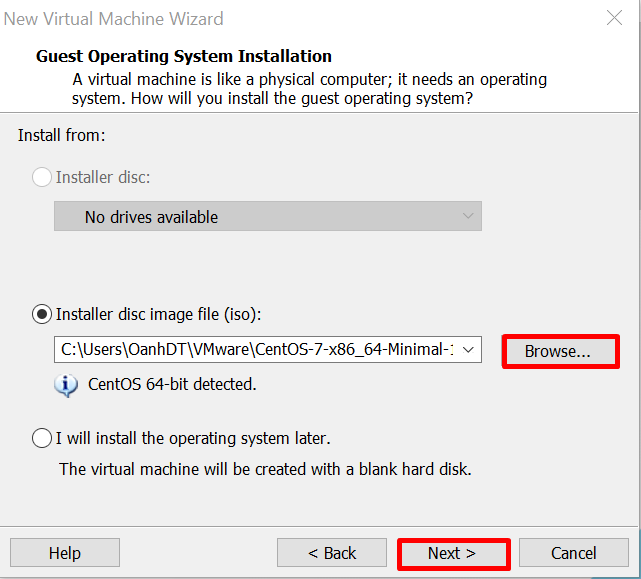 New Virtual Machine Wizard
Guest Operating System Installation
A virtual machine is like a physical computer; it needs an operating
system. How will you install the guest operating system?
Install from:
Installer disc:
No drives available
Installer disc image file (iso):
C:\Users\OanhDT\VMware\CentOS-7-x86_64-Minimal-1
Browse...
CentOS 64-bit detected.
I will install the operating system later.
The virtual machine will be created with a blank hard disk.
Help
< Back
Next >
Cancel